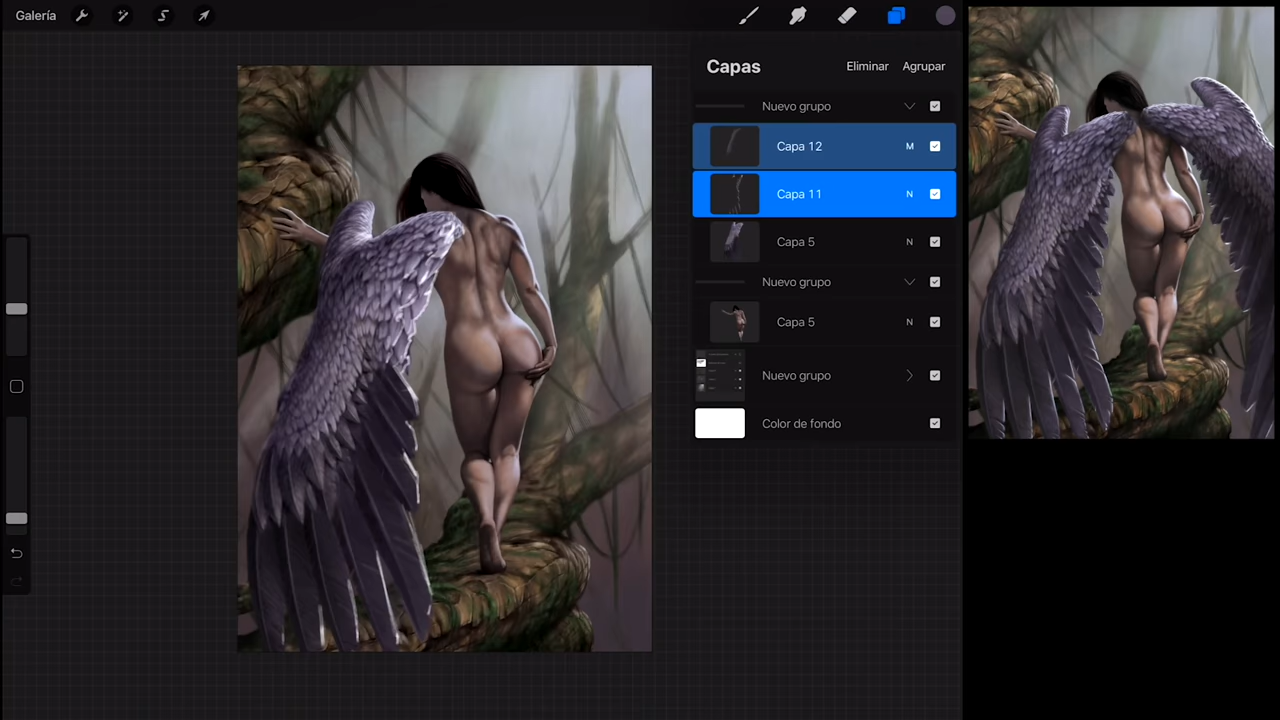 Galería
Capas
Eliminar
Agrupar
Nuevo grupo
Capa 12
M
Capa 11
N
Capa 5
N
Nuevo grupo
Capa 5
N
Nuevo grupo
Color de fondo